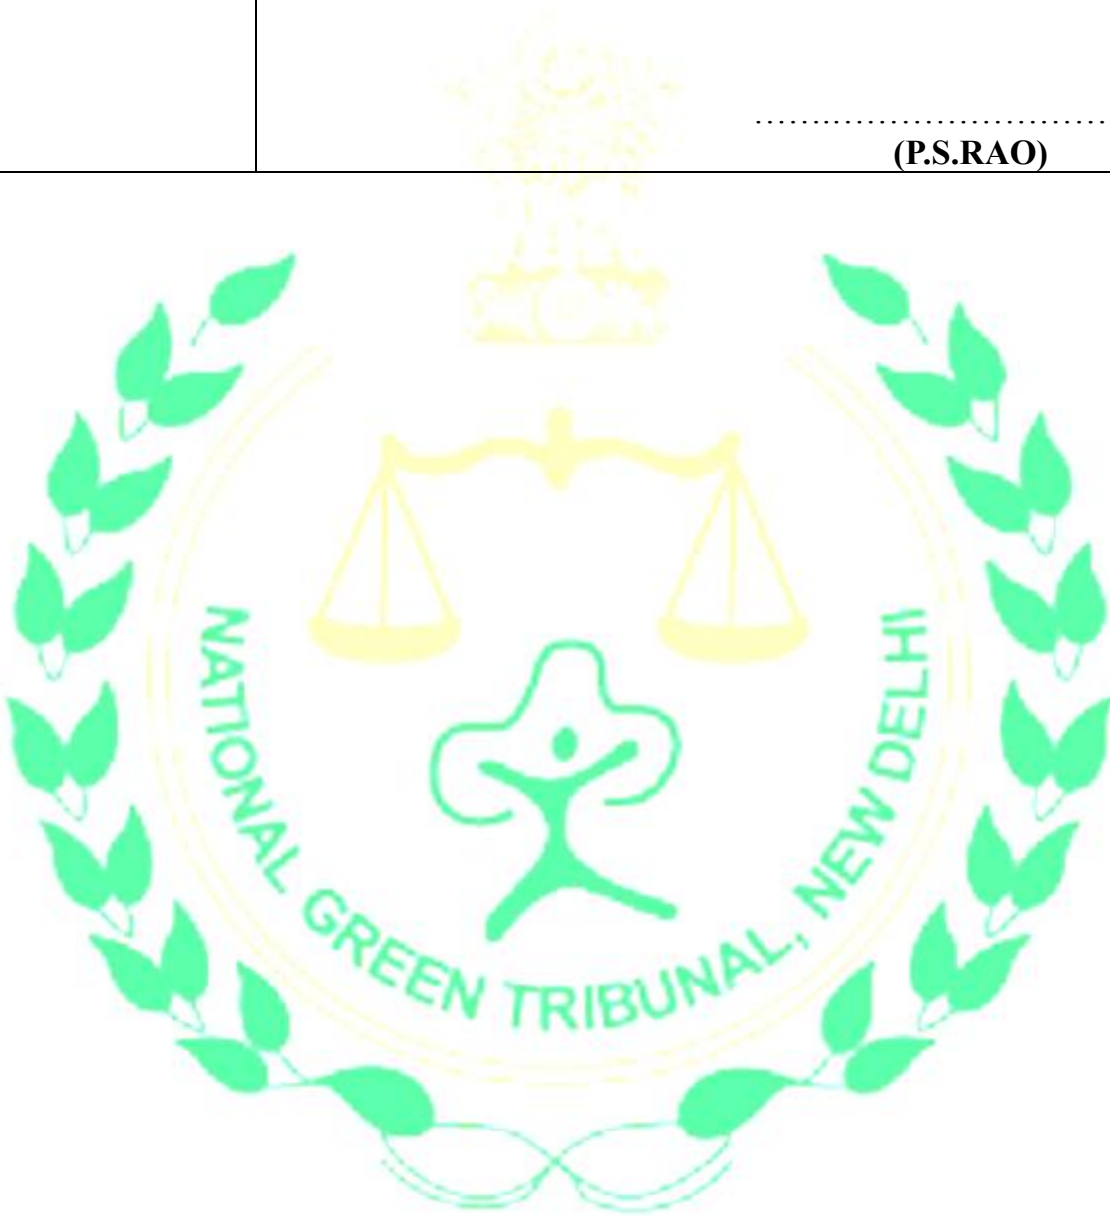 ……..…………………………
(P.S.RAO)
NATIONAL GREEN TRIBUNAL, NEW DELHI